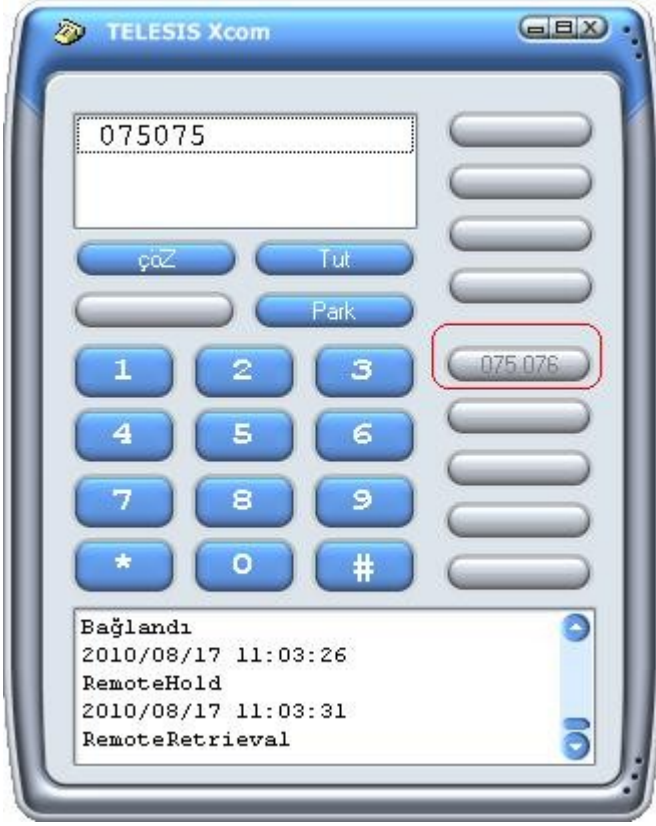 TELESIS Xcom
075075
çöZ
Tut
Park
075 076
1 2 3
4 5 6
7 8 9
* 0 #
Bağlandı
2010/08/17 11:03:26
RemoteHold
2010/08/17 11:03:31
RemoteRetrieval